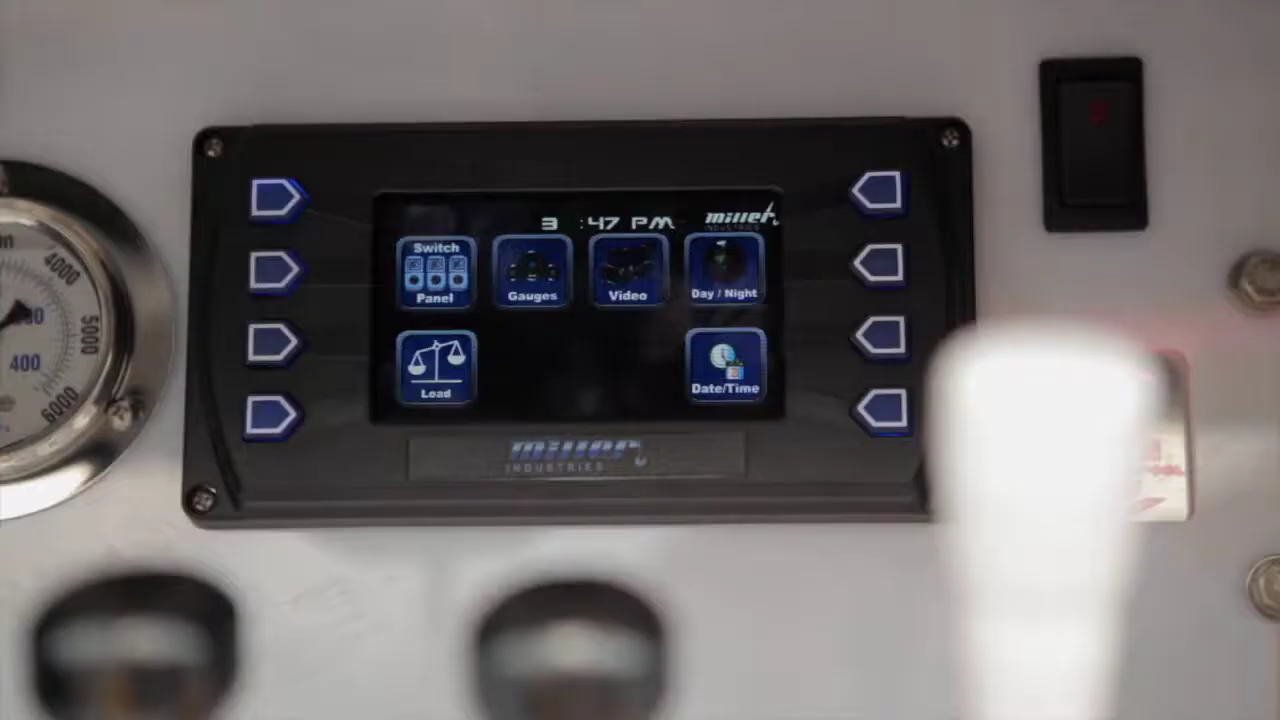 3 :47 PM
miller
INDUSTRIES
Switch
Panel
Gauges
Video
Day / Night
Load
Date/Time
miller
INDUSTRIES
4000
5000
6000
400